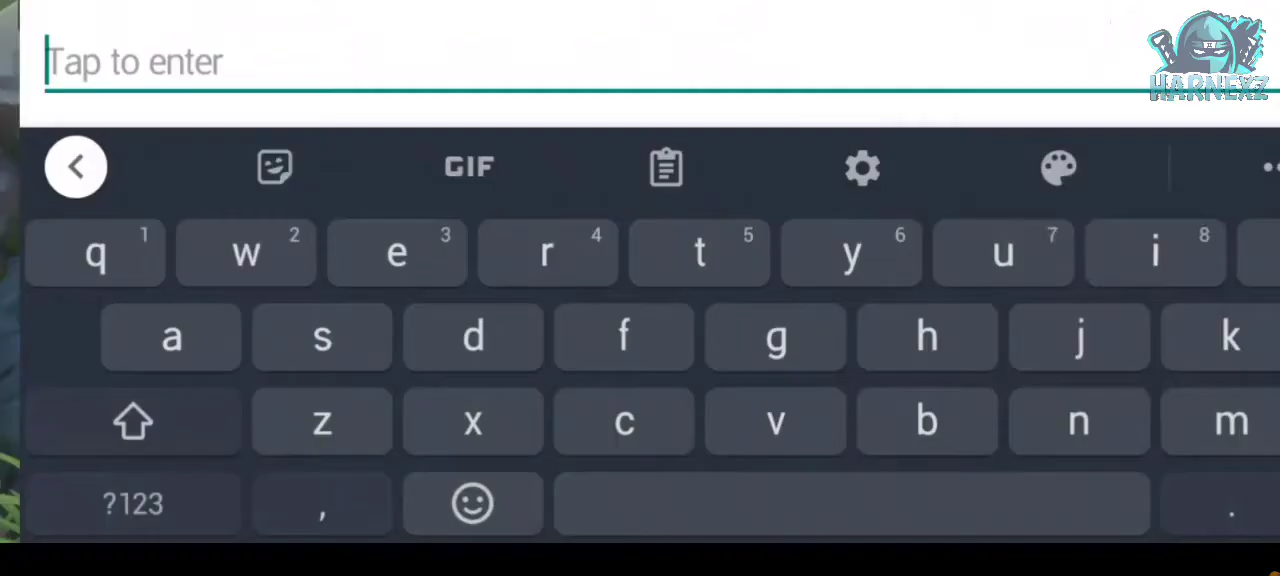 Tap to enter
HARNEXZ
GIF
q 1 w 2 e 3 r 4 t 5 y 6 u 7 i 8
a s d f g h j k
z x c v b n m
?123 , .